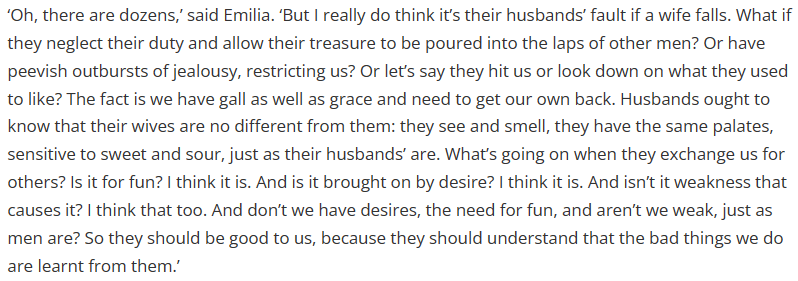 ‘Oh, there are dozens,’ said Emilia. ‘But I really do think it’s their husbands’ fault if a wife falls. What if
they neglect their duty and allow their treasure to be poured into the laps of other men? Or have
peevish outbursts of jealousy, restricting us? Or let’s say they hit us or look down on what they used
to like? The fact is we have gall as well as grace and need to get our own back. Husbands ought to
know that their wives are no different from them: they see and smell, they have the same palates,
sensitive to sweet and sour, just as their husbands’ are. What’s going on when they exchange us for
others? Is it for fun? I think it is. And is it brought on by desire? I think it is. And isn’t it weakness that
causes it? I think that too. And don’t we have desires, the need for fun, and aren’t we weak, just as
men are? So they should be good to us, because they should understand that the bad things we do
are learnt from them.’